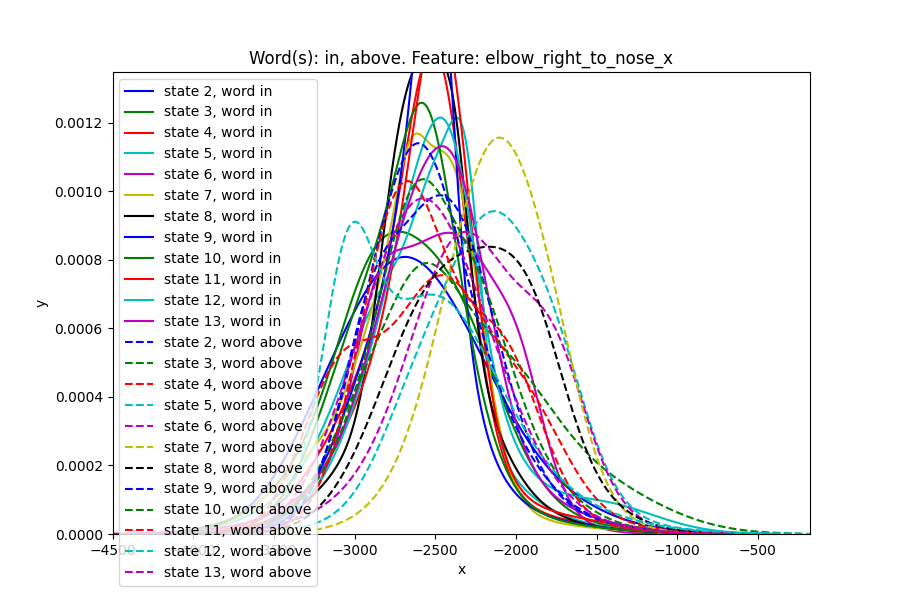 Word(s): in, above. Feature: elbow_right_to_nose_x
y
0.0012
0.0010
0.0008
0.0006
0.0004
0.0002
0.0000
state 2, word in
state 3, word in
state 4, word in
state 5, word in
state 6, word in
state 7, word in
state 8, word in
state 9, word in
state 10, word in
state 11, word in
state 12, word in
state 13, word in
state 2, word above
state 3, word above
state 4, word above
state 5, word above
state 6, word above
state 7, word above
state 8, word above
state 9, word above
state 10, word above
state 11, word above
state 12, word above
state 13, word above
−4500 −3000 −2500 −2000 −1500 −1000 −500
x